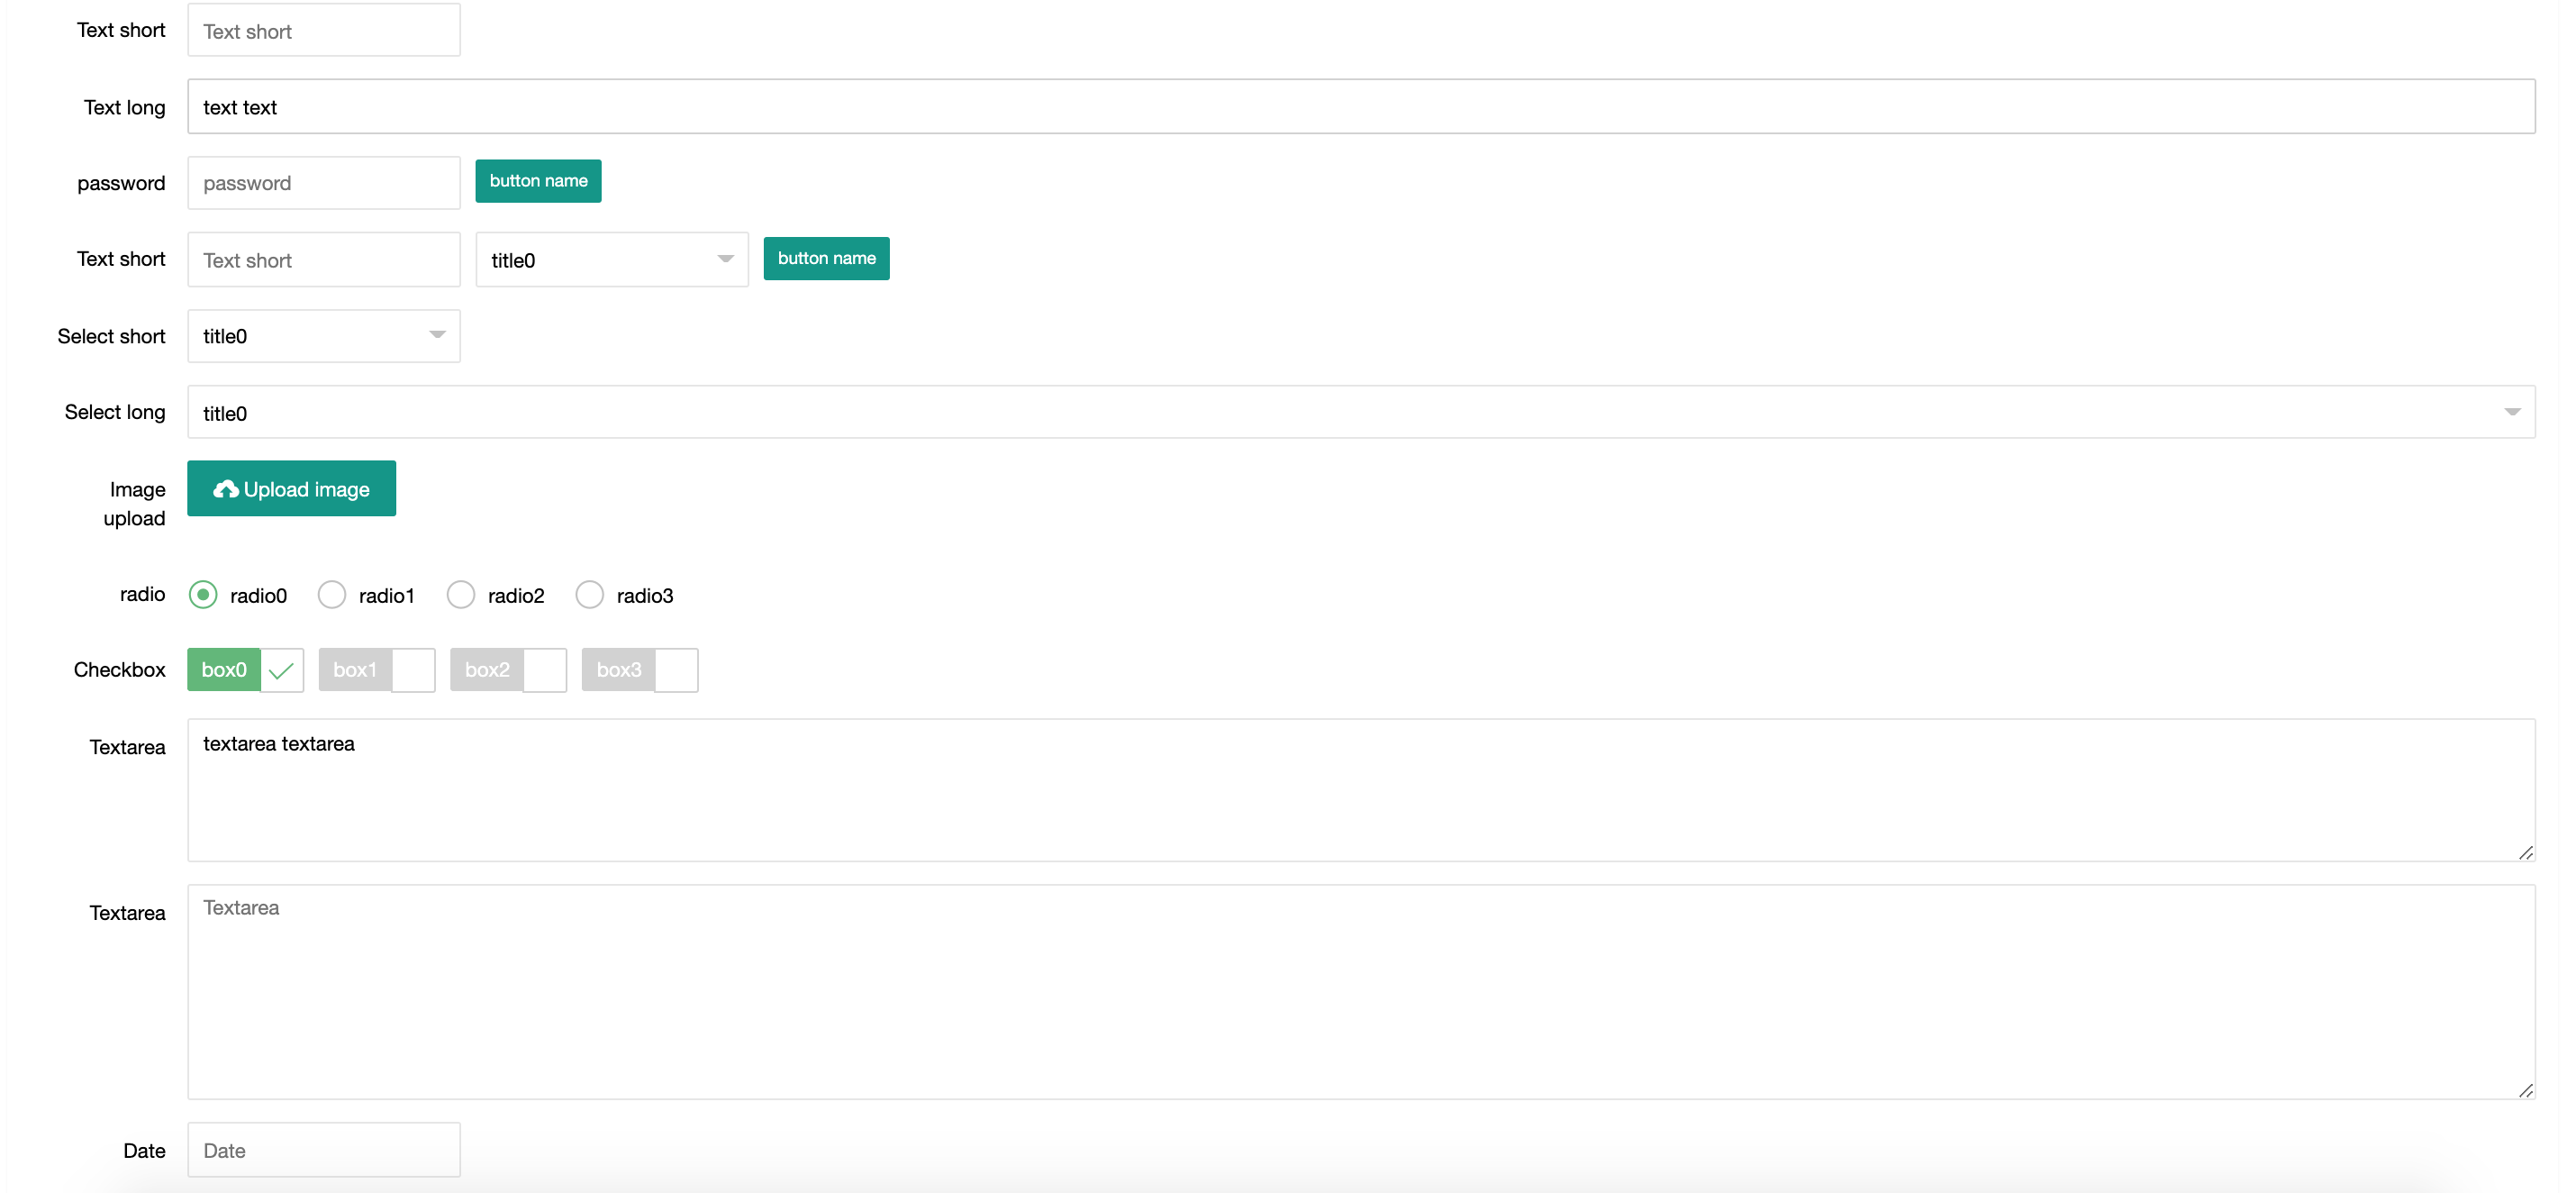 Text short Text short
Text long text text
password password button name
Text short Text short title0 button name
Select short title0
Select long title0
Image upload Upload image
radio radio0 radio1 radio2 radio3
Checkbox box0 box1 box2 box3
Textarea textarea textarea
Textarea Textarea
Date Date